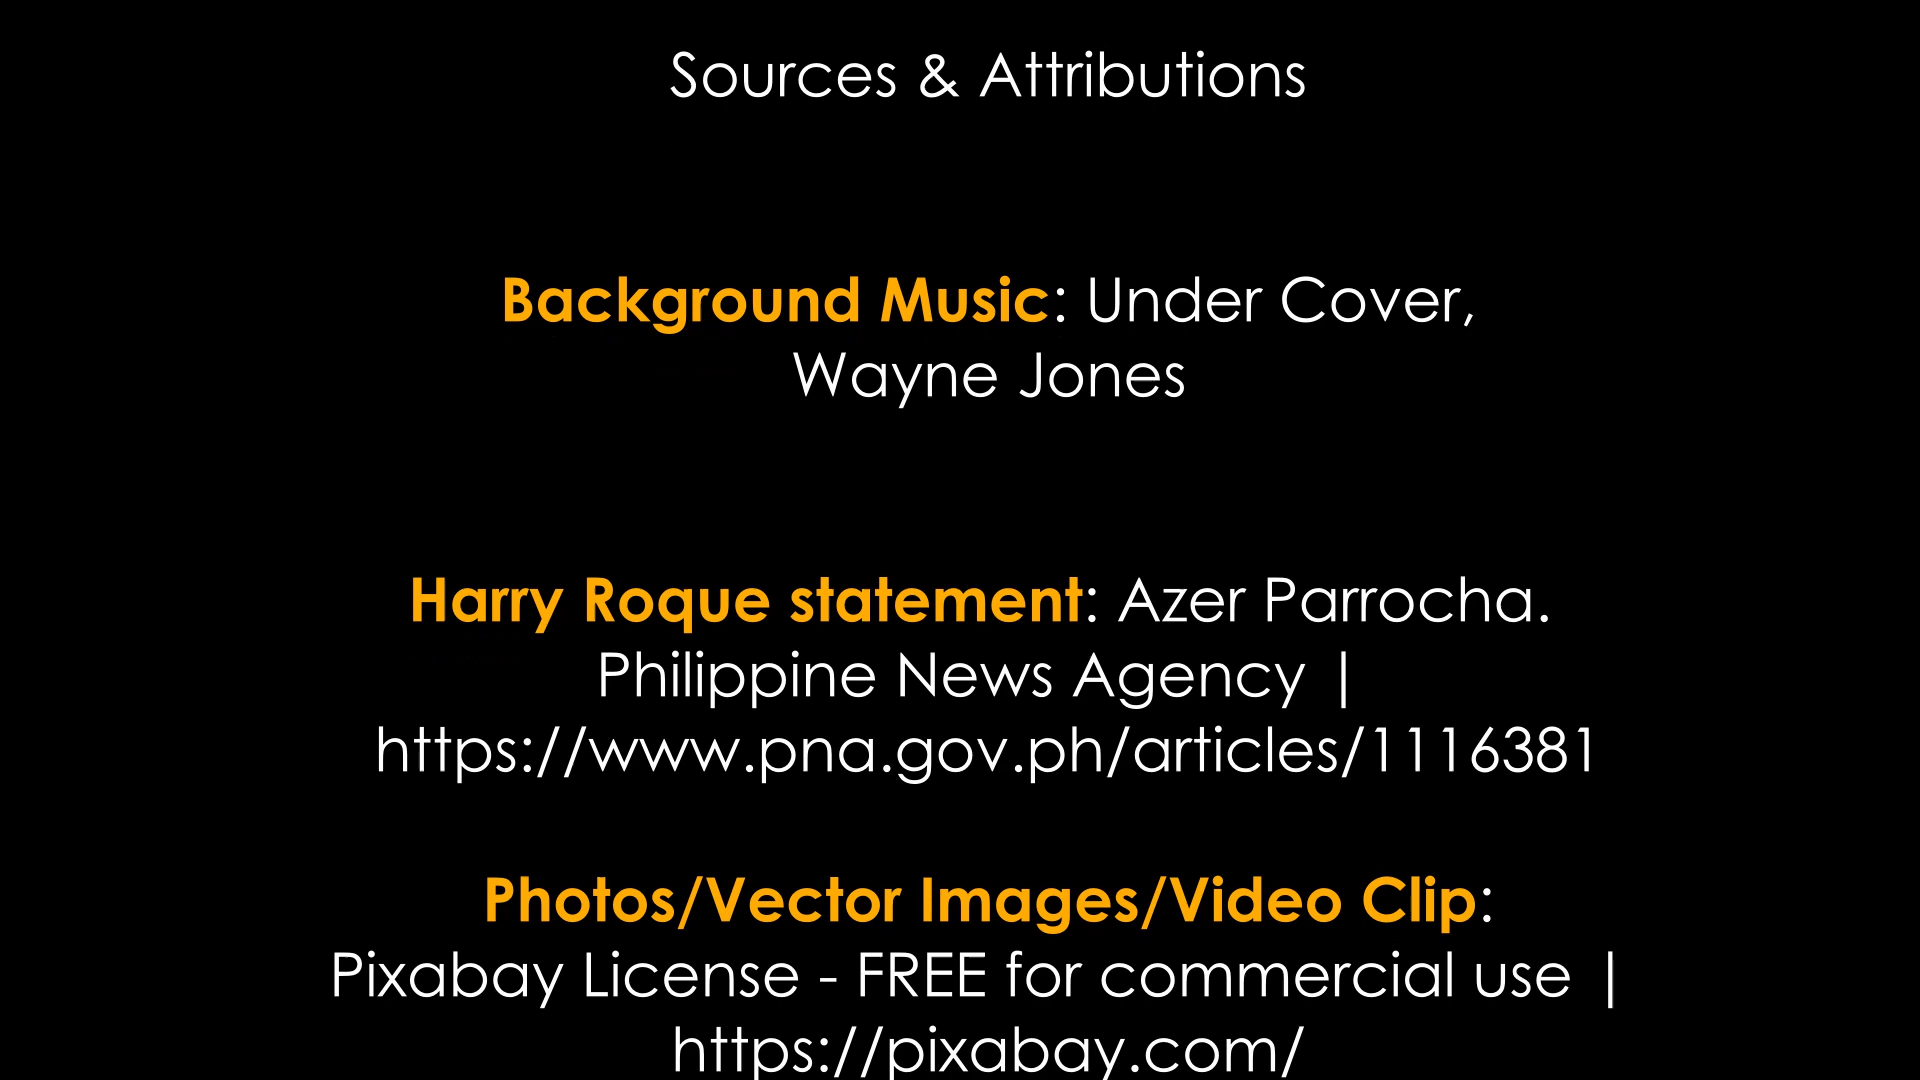 Sources & Attributions
Background Music: Under Cover,
Wayne Jones
Harry Roque statement: Azer Parrocha.
Philippine News Agency |
https://www.pna.gov.ph/articles/1116381
Photos/Vector Images/Video Clip:
Pixabay License - FREE for commercial use |
https://pixabay.com/